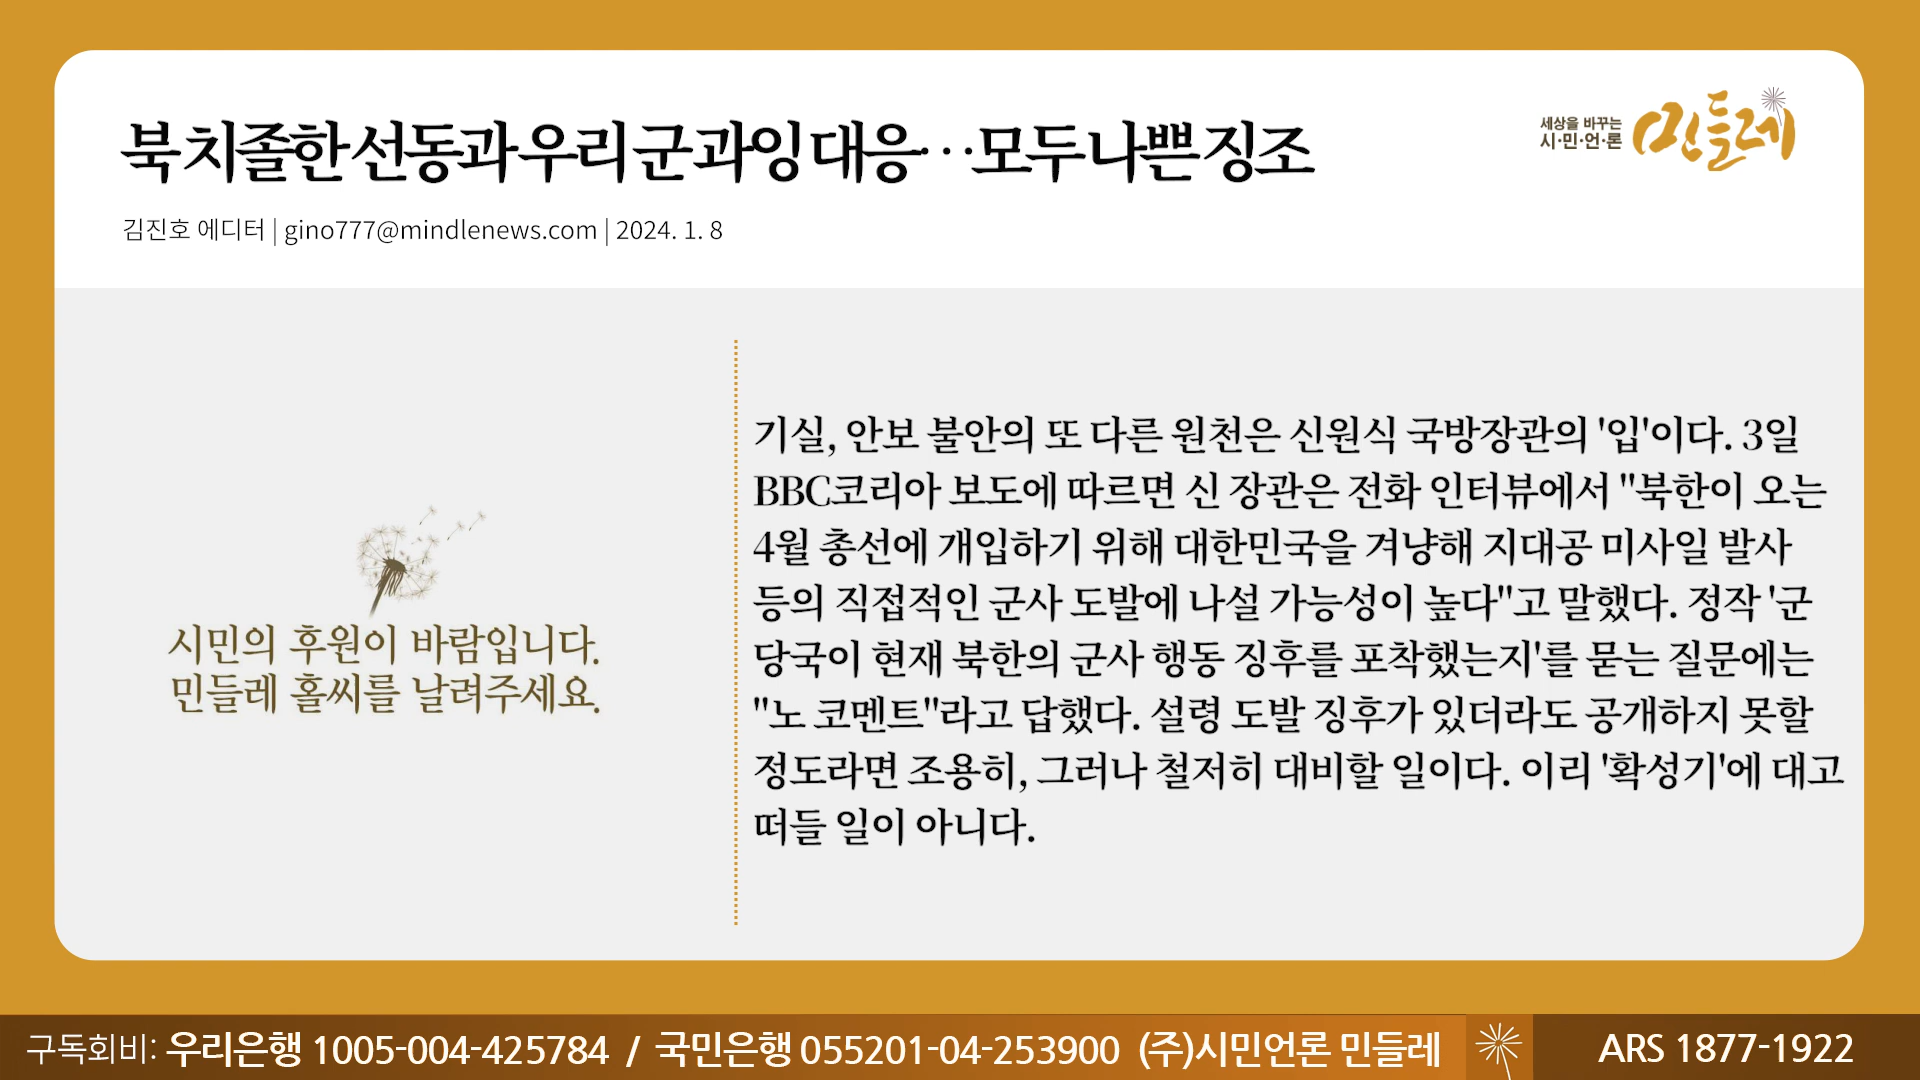 북 치졸한 선동과 우리 군 과잉 대응…모두 나쁜 징조
세상을 바꾸는
시·민·언·론
민들레
김진호 에디터 | gino777@mindlenews.com | 2024. 1. 8
시민의 후원이 바람입니다.
민들레 홀씨를 날려주세요.
기실, 안보 불안의 또 다른 원천은 신원식 국방장관의 '입'이다. 3일
BBC코리아 보도에 따르면 신 장관은 전화 인터뷰에서 "북한이 오는
4월 총선에 개입하기 위해 대한민국을 겨냥해 지대공 미사일 발사
등의 직접적인 군사 도발에 나설 가능성이 높다"고 말했다. 정작 '군
당국이 현재 북한의 군사 행동 징후를 포착했는지'를 묻는 질문에는
"노 코멘트"라고 답했다. 설령 도발 징후가 있더라도 공개하지 못할
정도라면 조용히, 그러나 철저히 대비할 일이다. 이리 '확성기'에 대고
떠들 일이 아니다.
구독회비: 우리은행 1005-004-425784 / 국민은행 055201-04-253900 (주)시민언론 민들레
ARS 1877-1922